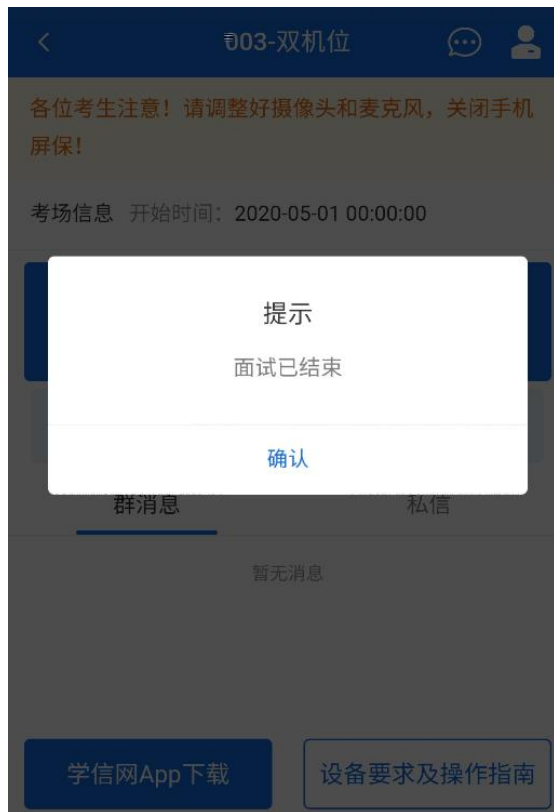 003-双机位
各位考生注意！请调整好摄像头和麦克风，关闭手机
屏保！
考场信息 开始时间：2020-05-01 00:00:00
提示
面试已结束
确认
群消息 私信
暂无消息
学信网App下载 设备要求及操作指南